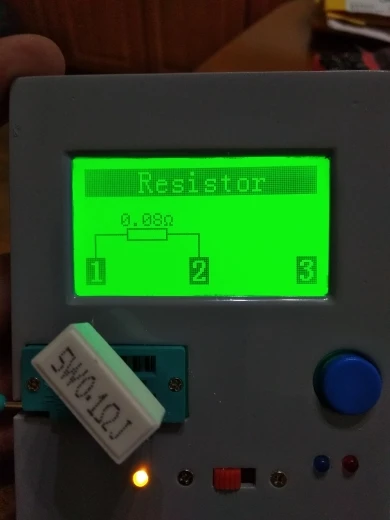 Resistor
0.08Ω
1 2 3
5W0.1ΩJ